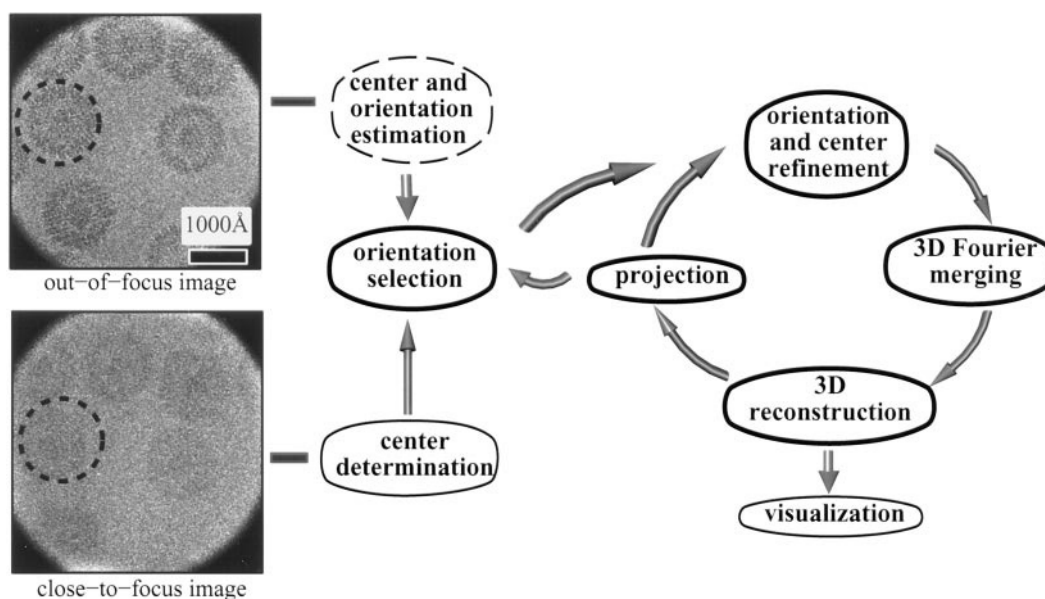 1000Å
out−of−focus image
close−to−focus image
center and
orientation
estimation
orientation
selection
center
determination
projection
orientation
and center
refinement
3D Fourier
merging
3D
reconstruction
visualization